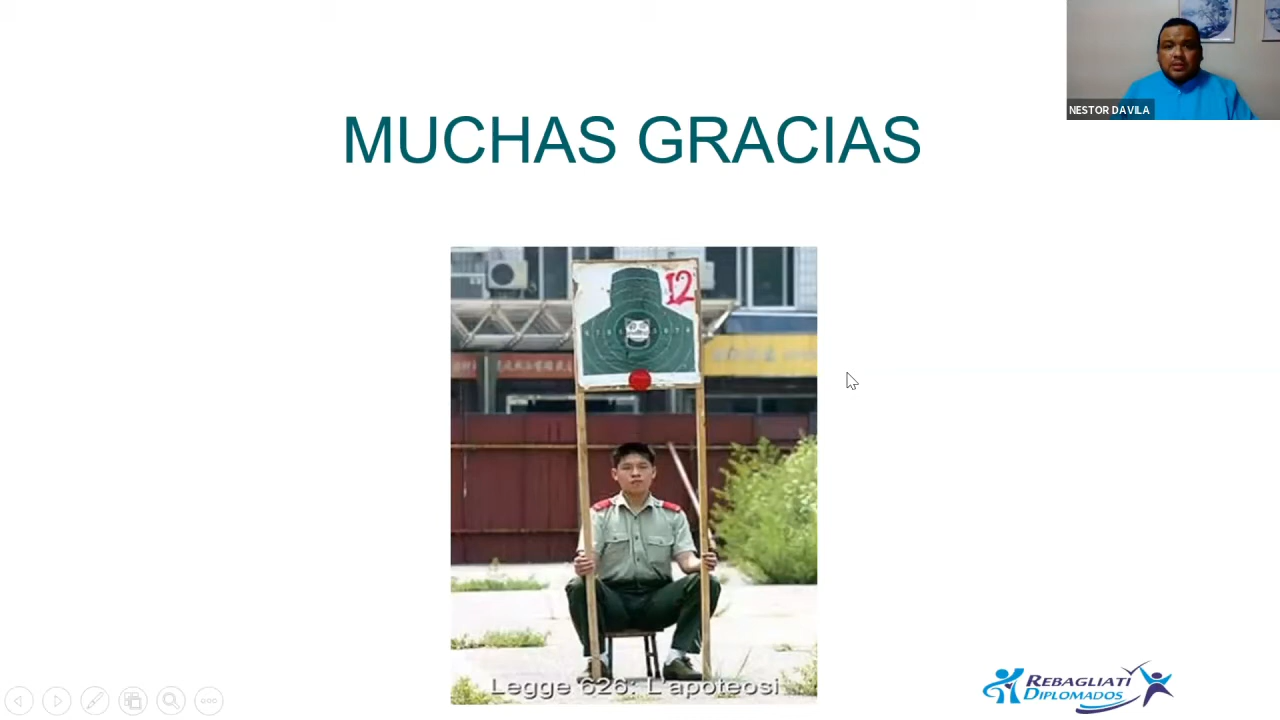 NESTOR DAVILA
MUCHAS GRACIAS
12
Legge 626: L'apoteosi
REBAGLIATI
DIPLOMADOS